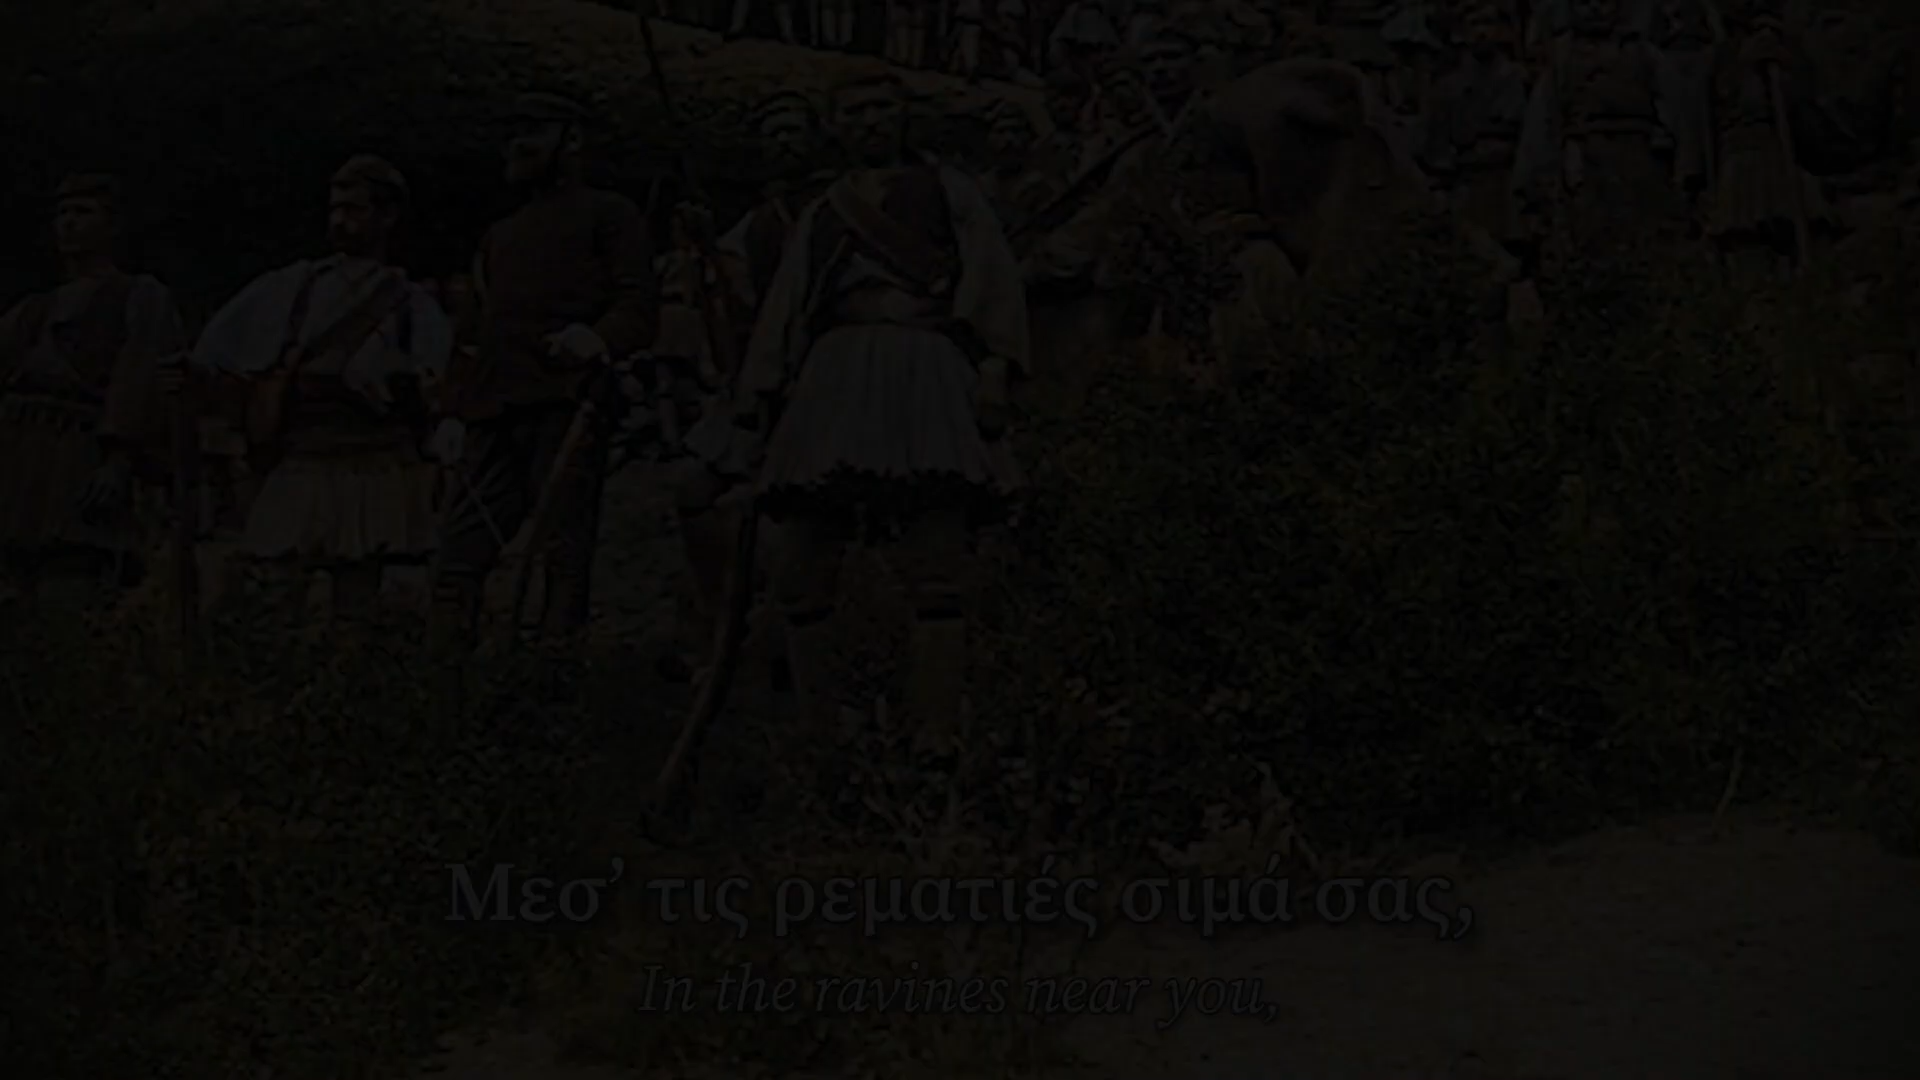 Μεσ’ τις ρεματιές σιμά σας,
In the ravines near you,